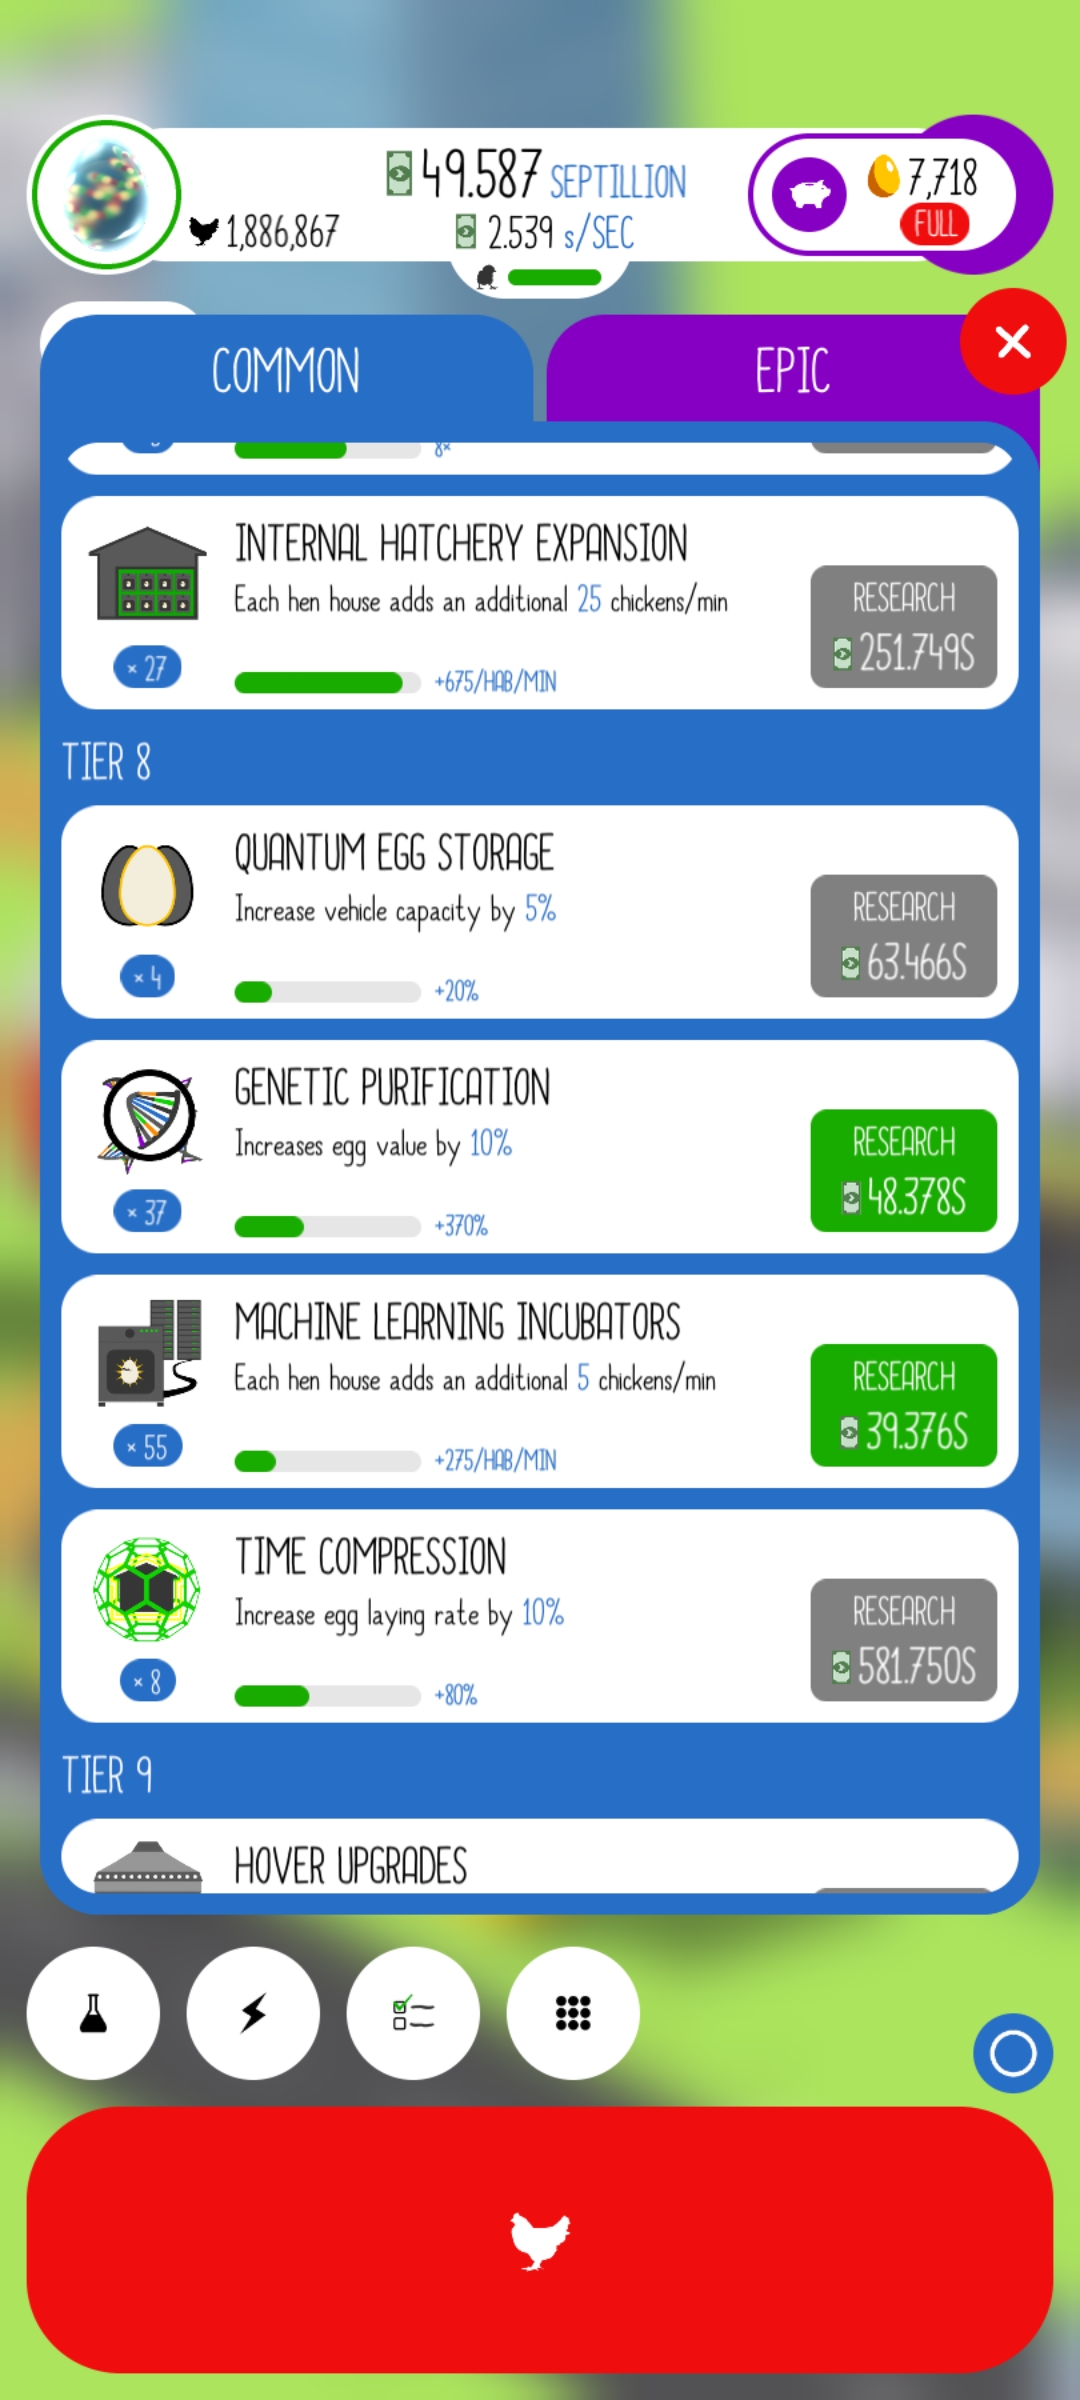 49.587 SEPTILLION
7,718
1,886,867
2.539 s/SEC
FULL
COMMON
EPIC
8×
INTERNAL HATCHERY EXPANSION
Each hen house adds an additional 25 chickens/min
RESEARCH
251.749S
× 27
+675/HAB/MIN
TIER 8
QUANTUM EGG STORAGE
Increase vehicle capacity by 5%
RESEARCH
63.466S
× 4
+20%
GENETIC PURIFICATION
Increases egg value by 10%
RESEARCH
48.378S
× 37
+370%
MACHINE LEARNING INCUBATORS
Each hen house adds an additional 5 chickens/min
RESEARCH
39.376S
× 55
+275/HAB/MIN
TIME COMPRESSION
Increase egg laying rate by 10%
RESEARCH
581.750S
× 8
+80%
TIER 9
HOVER UPGRADES